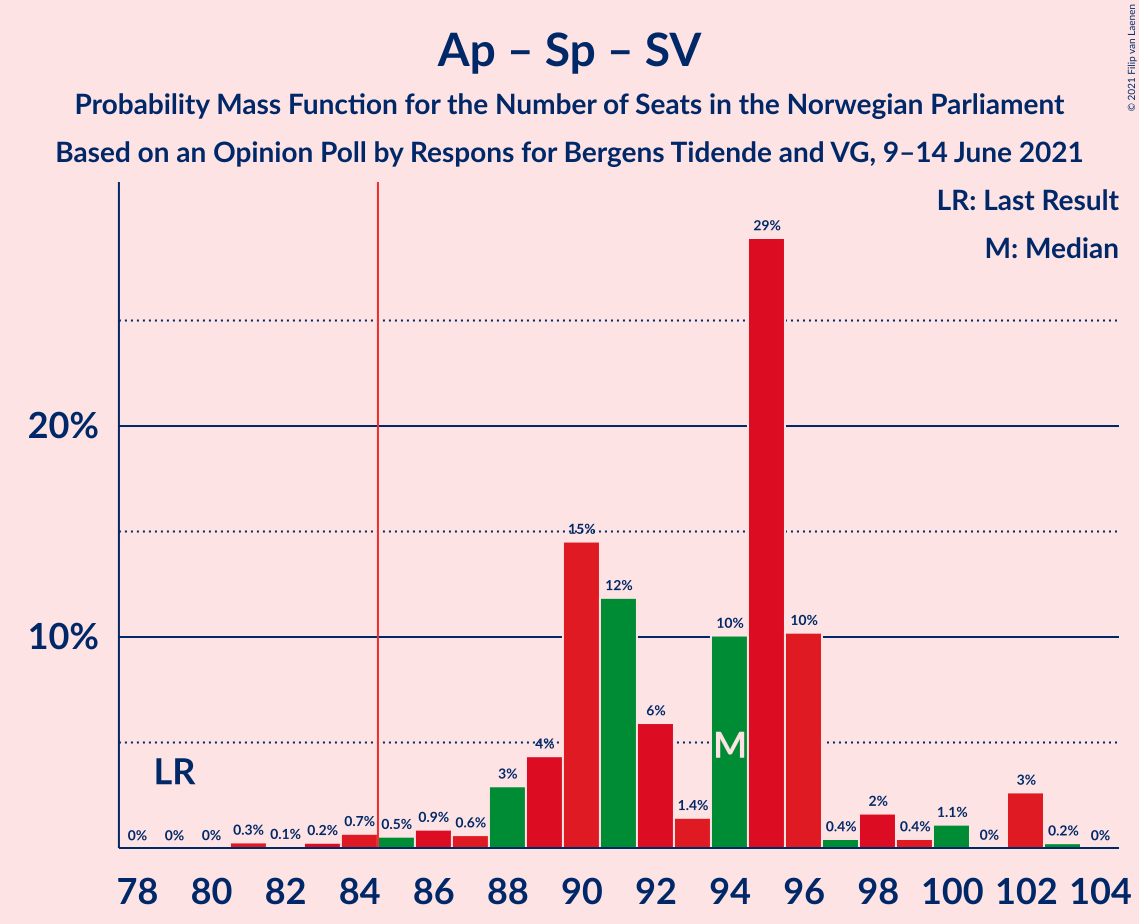 © 2021 Filip van Laenen
Ap – Sp – SV
Probability Mass Function for the Number of Seats in the Norwegian Parliament
Based on an Opinion Poll by Respons for Bergens Tidende and VG, 9–14 June 2021
LR: Last Result
M: Median
20%
10%
LR
M
0% 0% 0% 0.3% 0.1% 0.2% 0.7% 0.5% 0.9% 0.6% 3% 4% 15% 12% 6% 1.4% 10% 29% 10% 0.4% 2% 0.4% 1.1% 0% 3% 0.2% 0%
78 80 82 84 86 88 90 92 94 96 98 100 102 104